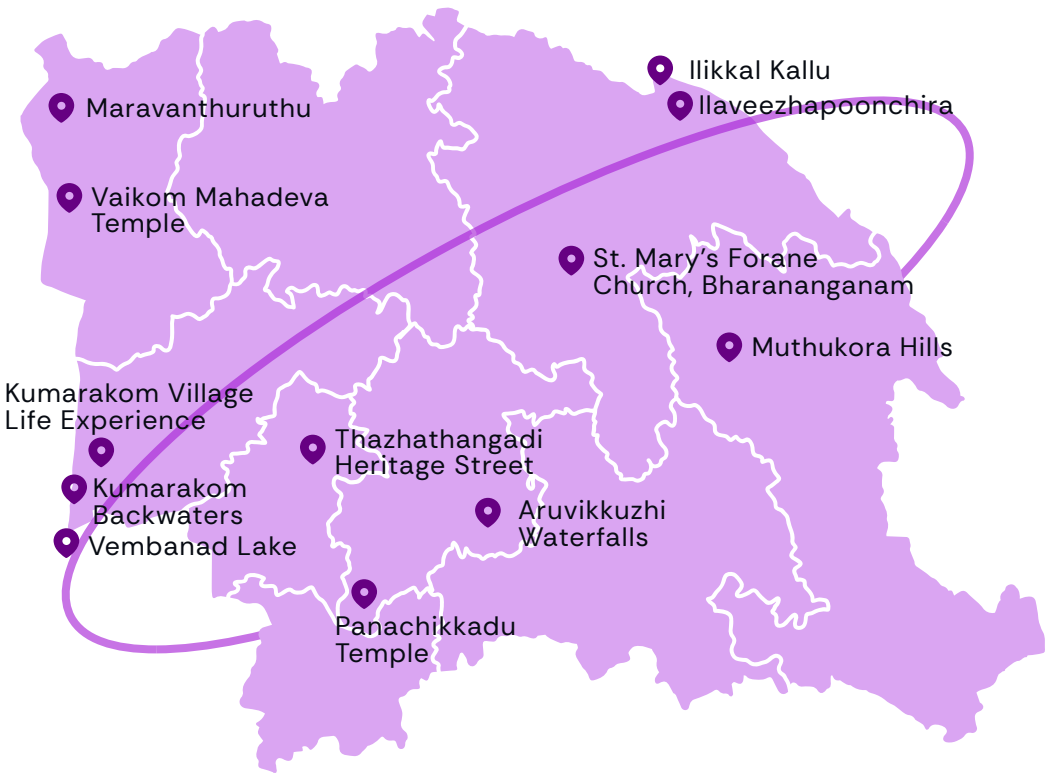 Ilikkal Kallu
Ilaveezhapoonchira
Maravanthuruthu
Vaikom Mahadeva
Temple
St. Mary's Forane
Church, Bharananganam
Muthukora Hills
Kumarakom Village
Life Experience
Thazhathangadi
Heritage Street
Kumarakom
Backwaters
Aruvikkuzhi
Waterfalls
Vembanad Lake
Panachikkadu
Temple